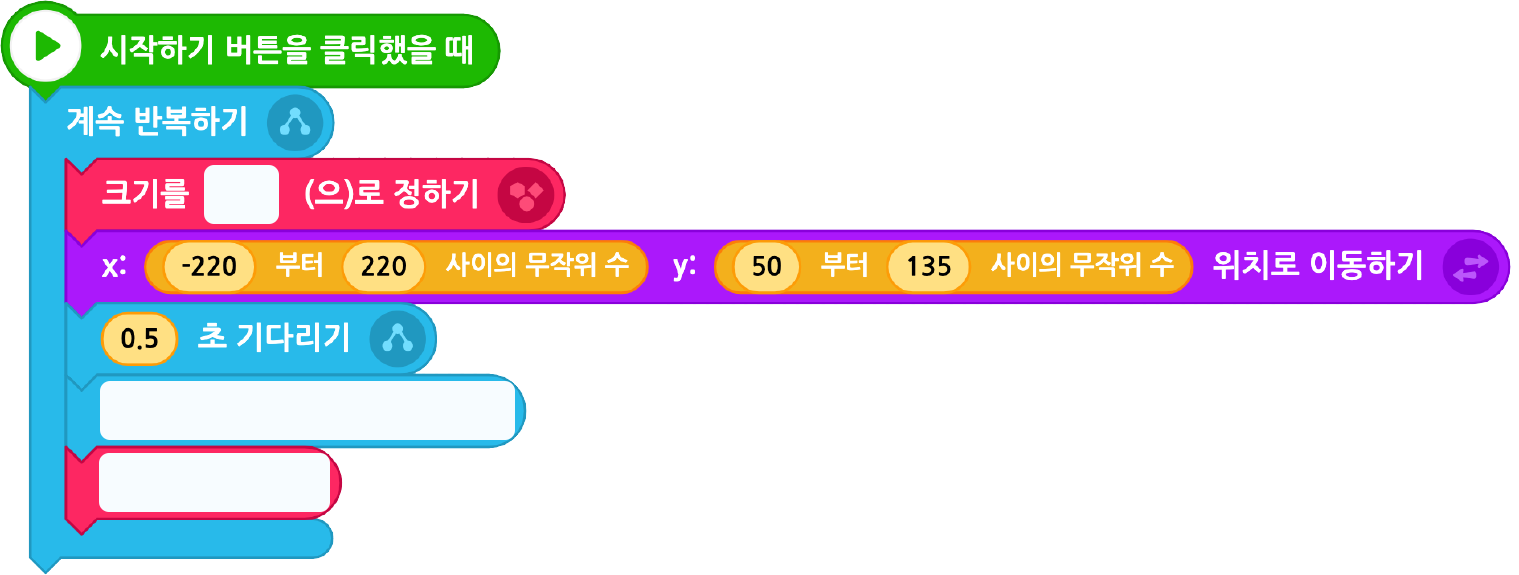 시작하기 버튼을 클릭했을 때
계속 반복하기
크기를 (으)로 정하기
x: -220 부터 220 사이의 무작위 수 y: 50 부터 135 사이의 무작위 수 위치로 이동하기
0.5 초 기다리기